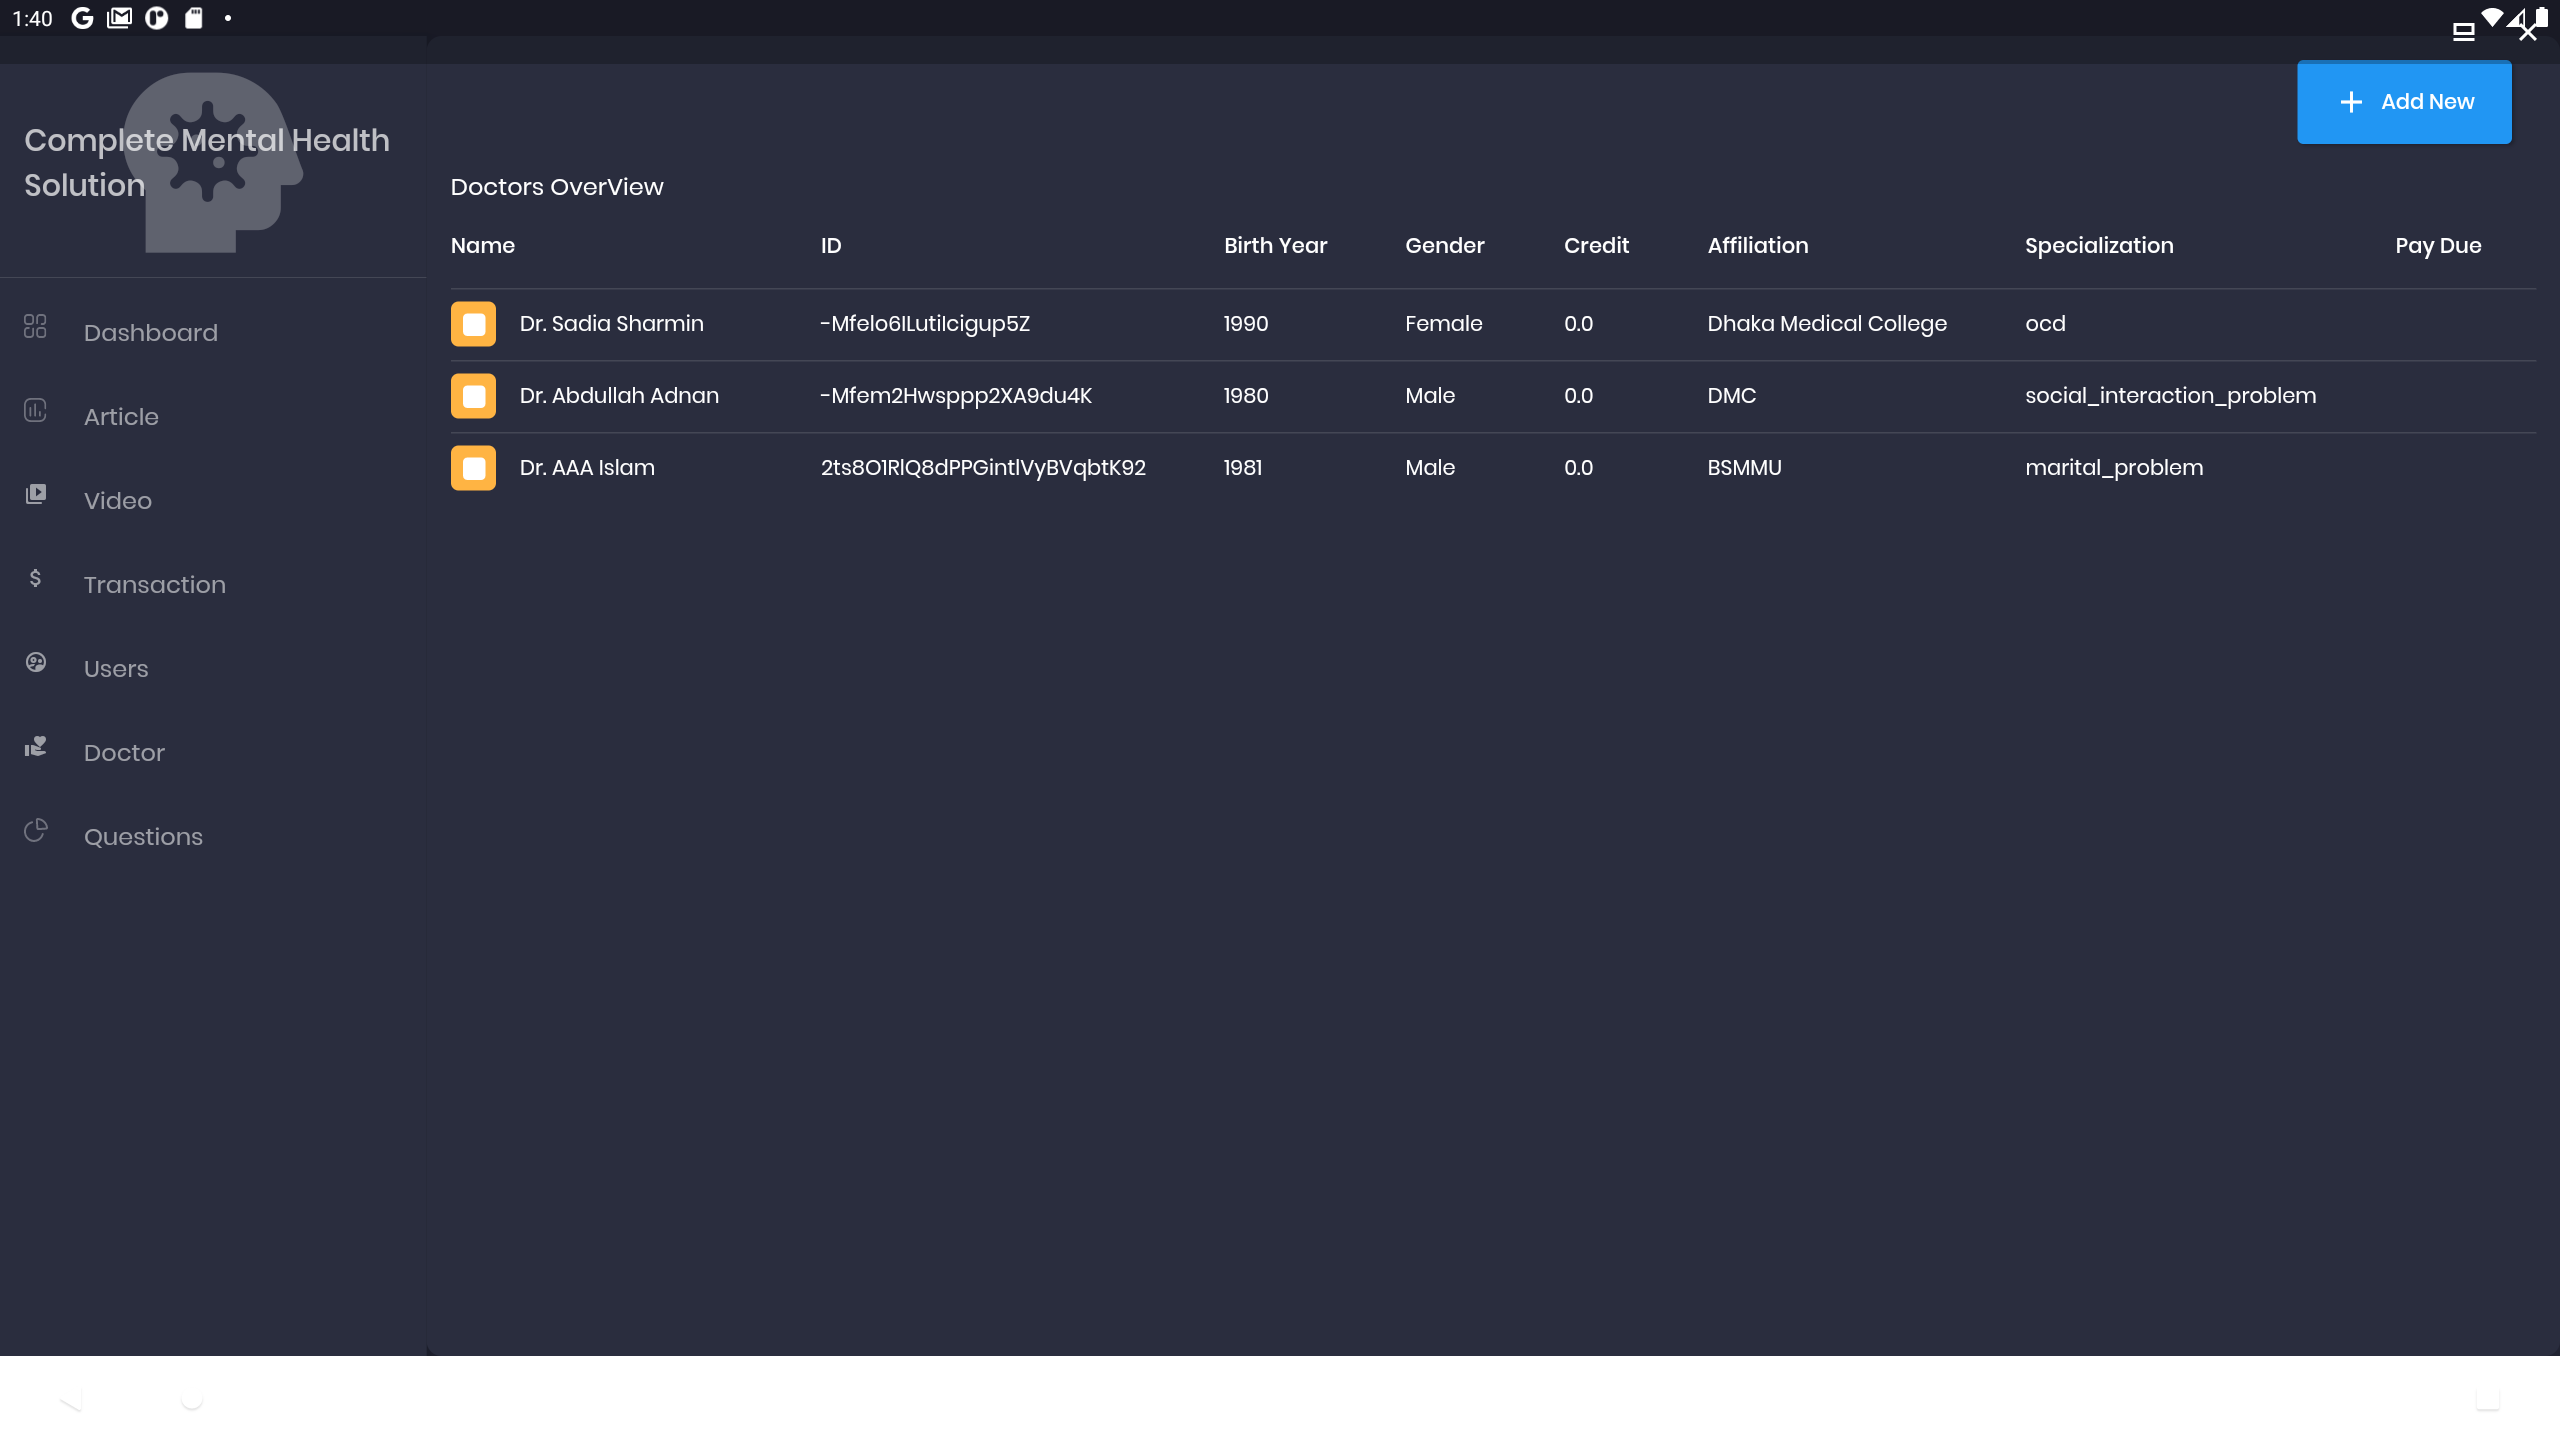 1:40
Complete Mental Health
Solution
Dashboard
Article
Video
Transaction
Users
Doctor
Questions
Add New
Doctors OverView
Name ID Birth Year Gender Credit Affiliation Specialization Pay Due
Dr. Sadia Sharmin -Mfelo6ILutiIcigup5Z 1990 Female 0.0 Dhaka Medical College ocd
Dr. Abdullah Adnan -Mfem2Hwsppp2XA9du4K 1980 Male 0.0 DMC social_interaction_problem
Dr. AAA Islam 2ts8O1RlQ8dPPGintlVyBVqbtK92 1981 Male 0.0 BSMMU marital_problem